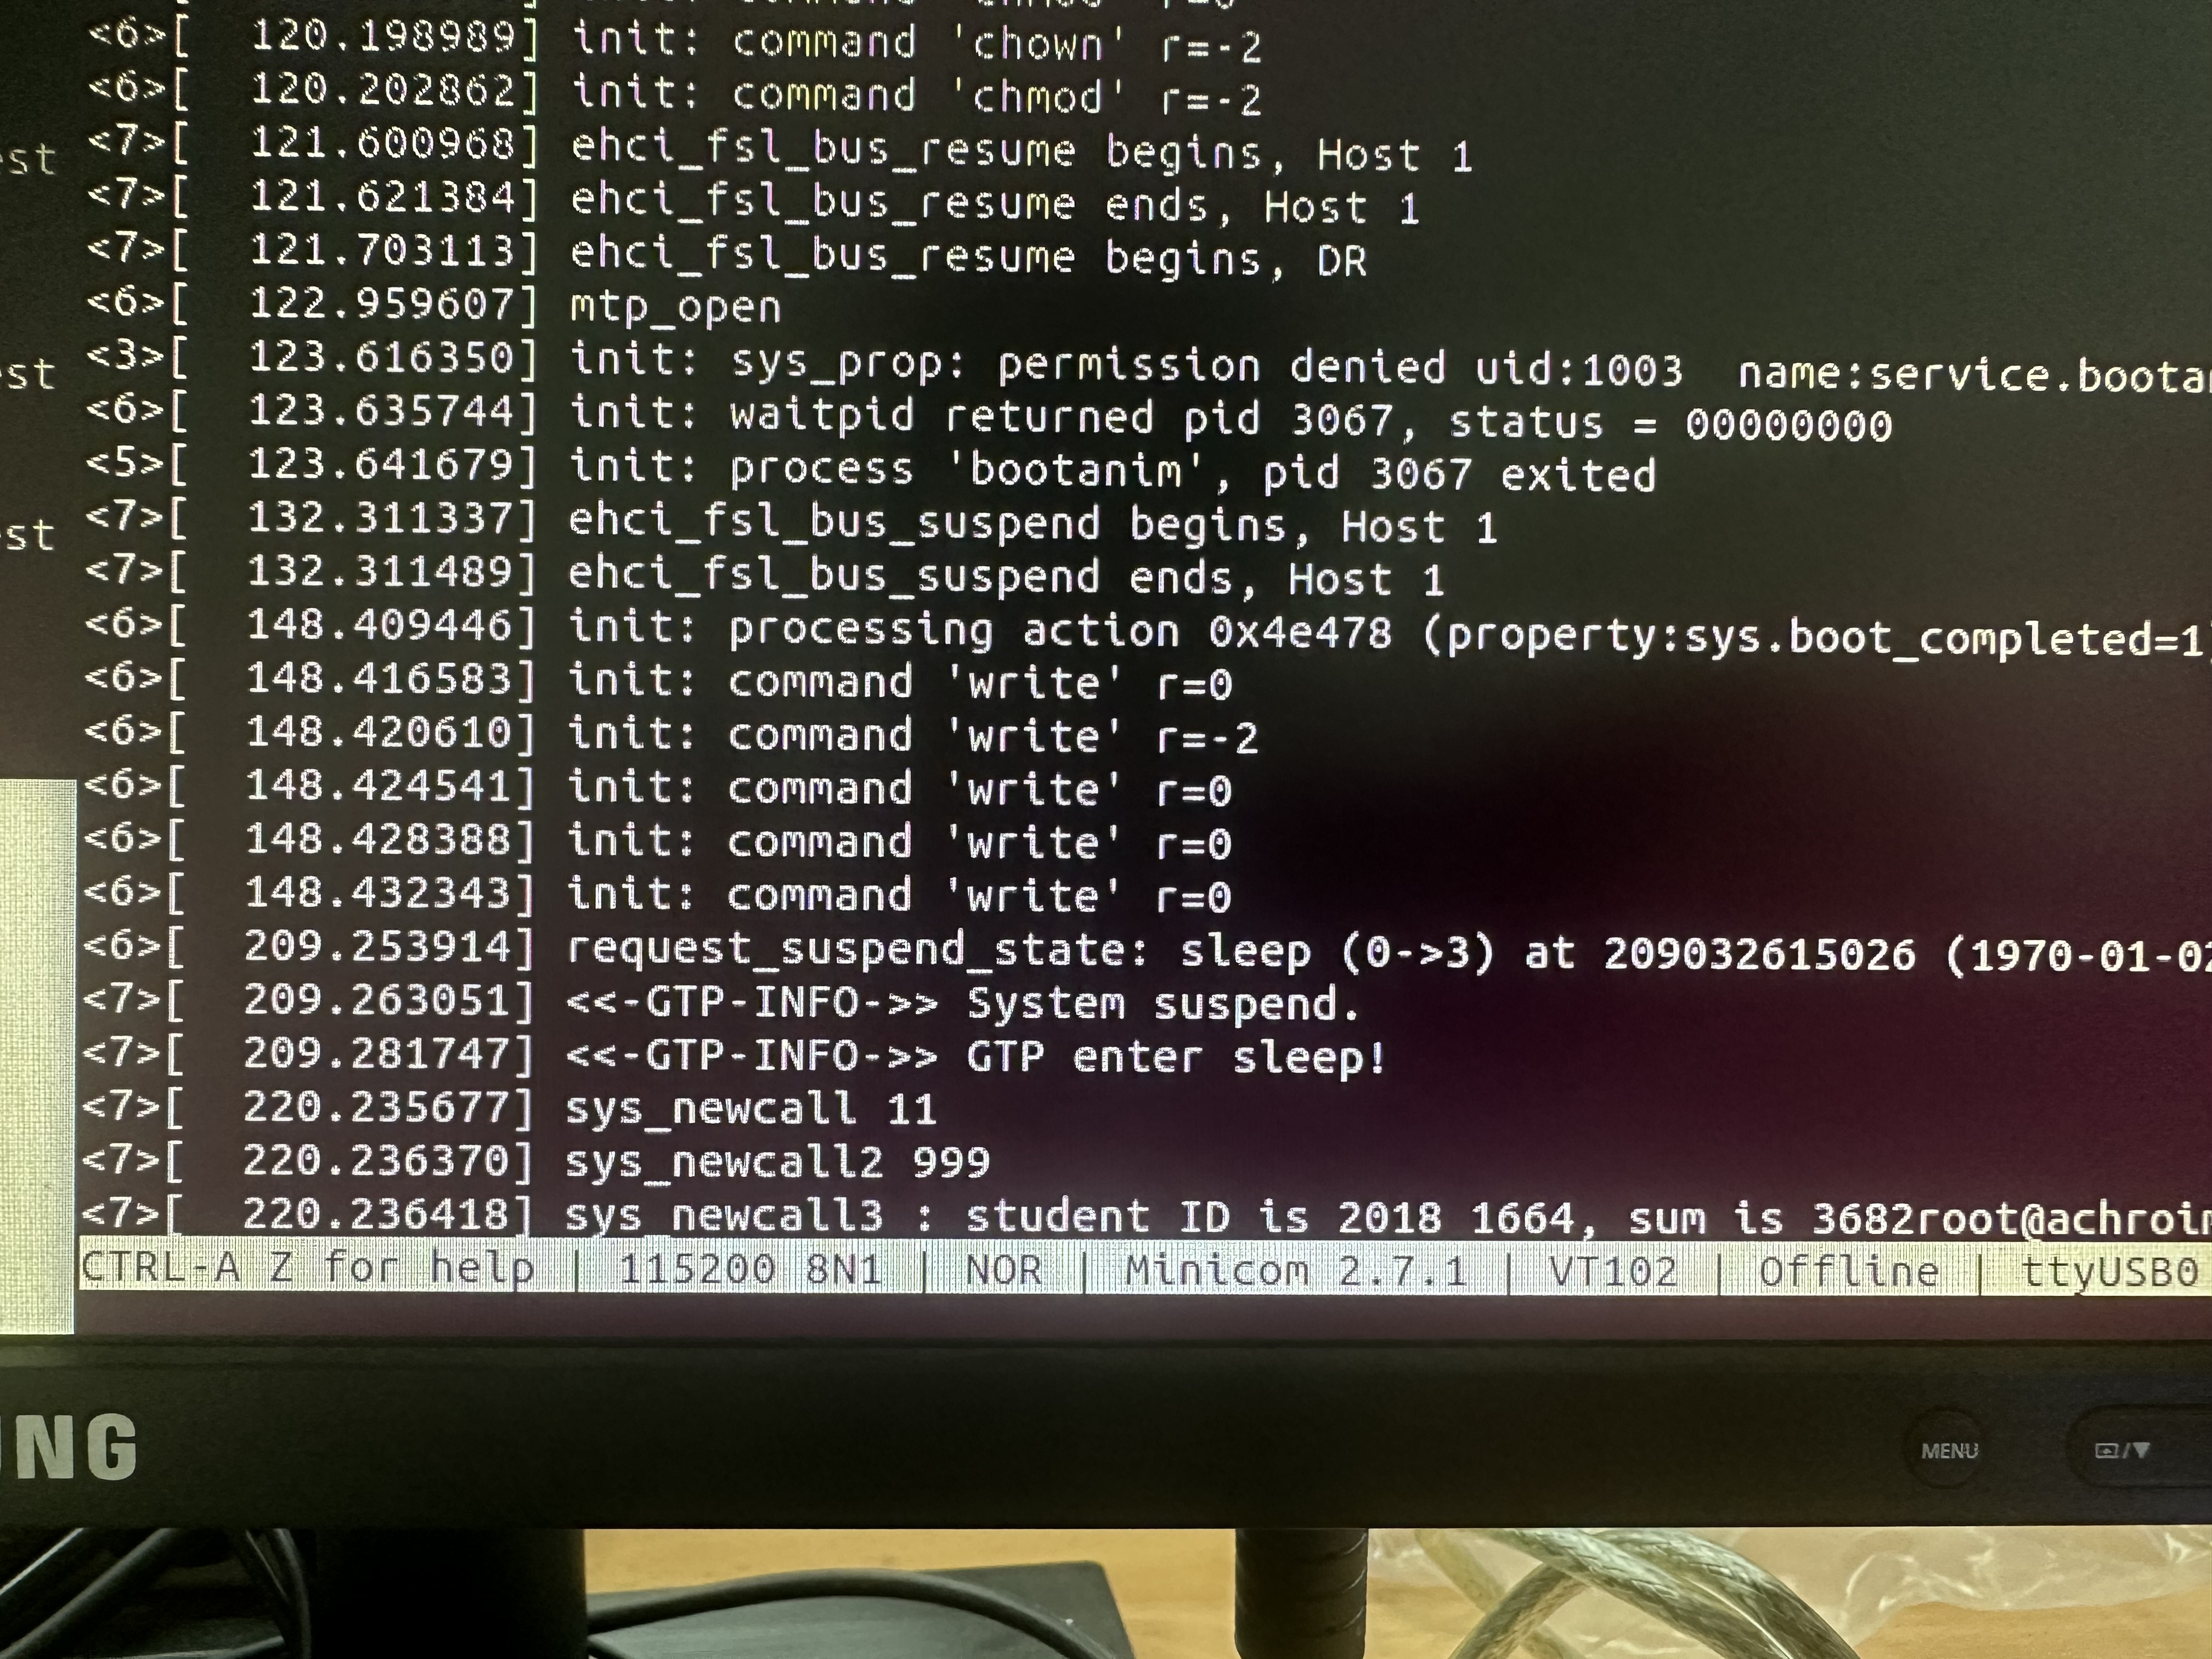 <6>[  120.198989] init: command 'chown' r=-2
<6>[  120.202862] init: command 'chmod' r=-2
<7>[  121.600968] ehci_fsl_bus_resume begins, Host 1
<7>[  121.621384] ehci_fsl_bus_resume ends, Host 1
<7>[  121.703113] ehci_fsl_bus_resume begins, DR
<6>[  122.959607] mtp_open
<3>[  123.616350] init: sys_prop: permission denied uid:1003  name:service.boota
<6>[  123.635744] init: waitpid returned pid 3067, status = 00000000
<5>[  123.641679] init: process 'bootanim', pid 3067 exited
<7>[  132.311337] ehci_fsl_bus_suspend begins, Host 1
<7>[  132.311489] ehci_fsl_bus_suspend ends, Host 1
<6>[  148.409446] init: processing action 0x4e478 (property:sys.boot_completed=1
<6>[  148.416583] init: command 'write' r=0
<6>[  148.420610] init: command 'write' r=-2
<6>[  148.424541] init: command 'write' r=0
<6>[  148.428388] init: command 'write' r=0
<6>[  148.432343] init: command 'write' r=0
<6>[  209.253914] request_suspend_state: sleep (0->3) at 209032615026 (1970-01-02
<7>[  209.263051] <<-GTP-INFO->> System suspend.
<7>[  209.281747] <<-GTP-INFO->> GTP enter sleep!
<7>[  220.235677] sys_newcall 11
<7>[  220.236370] sys_newcall2 999
<7>[  220.236418] sys_newcall3 : student ID is 2018 1664, sum is 3682root@achroi
CTRL-A Z for help | 115200 8N1 | NOR | Minicom 2.7.1 | VT102 | Offline | ttyUSB0
st
st
st
NG
MENU